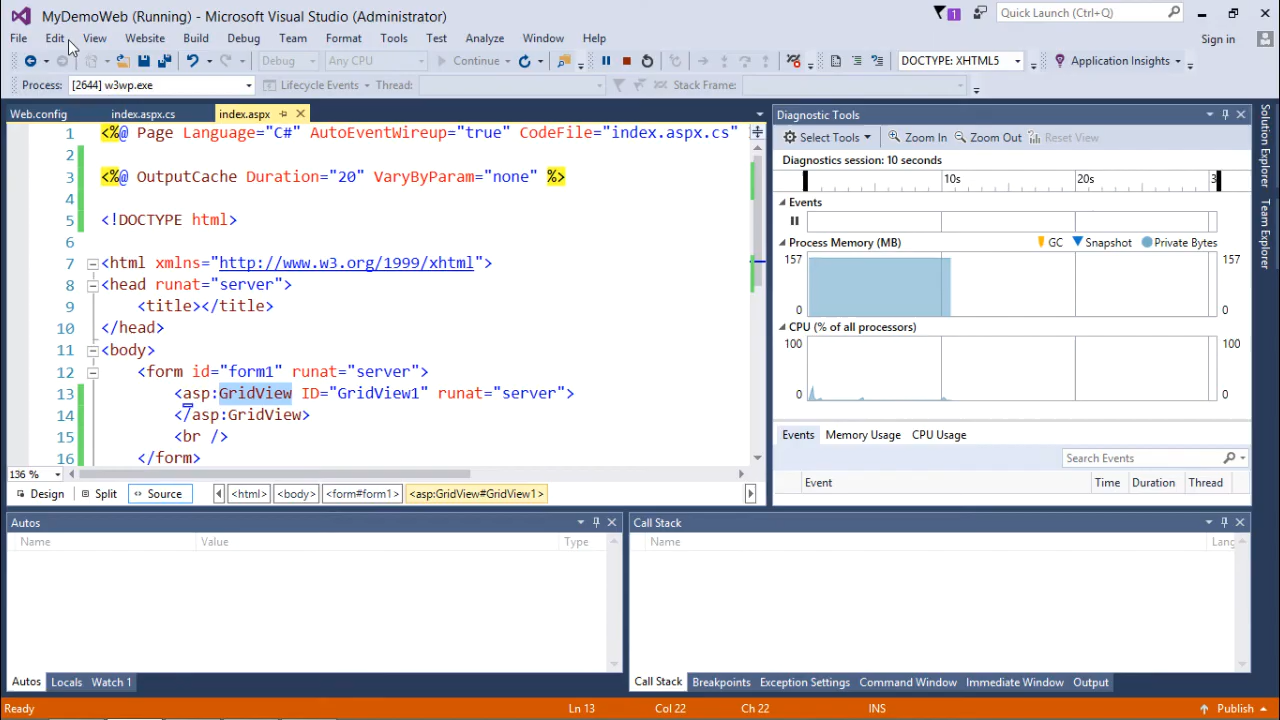 MyDemoWeb (Running) - Microsoft Visual Studio (Administrator)
1
Quick Launch (Ctrl+Q)
File Edit View Website Build Debug Team Format Tools Test Analyze Window Help
Sign in
Debug Any CPU Continue DOCTYPE: XHTML5 Application Insights
Process: [2644] w3wp.exe Lifecycle Events Thread: Stack Frame:
Web.config index.aspx.cs index.aspx
1 <%@ Page Language="C#" AutoEventWireup="true" CodeFile="index.aspx.cs"
2
3 <%@ OutputCache Duration="20" VaryByParam="none" %>
4
5 <!DOCTYPE html>
6
7 <html xmlns="http://www.w3.org/1999/xhtml">
8 <head runat="server">
9 <title></title>
10 </head>
11 <body>
12 <form id="form1" runat="server">
13 <asp:GridView ID="GridView1" runat="server">
14 </asp:GridView>
15 <br />
16 </form>
136 %
Design Split Source <html> <body> <form#form1> <asp:GridView#GridView1>
Diagnostic Tools
Select Tools Zoom In Zoom Out Reset View
Diagnostics session: 10 seconds
10s 20s 3
Events
Process Memory (MB) GC Snapshot Private Bytes
157 157
0 0
CPU (% of all processors)
100 100
0 0
Events Memory Usage CPU Usage
Search Events
Event Time Duration Thread
Solution Explorer
Team Explorer
Autos
Name Value Type
Autos Locals Watch 1
Call Stack
Name Lang
Call Stack Breakpoints Exception Settings Command Window Immediate Window Output
Ready Ln 13 Col 22 Ch 22 INS Publish